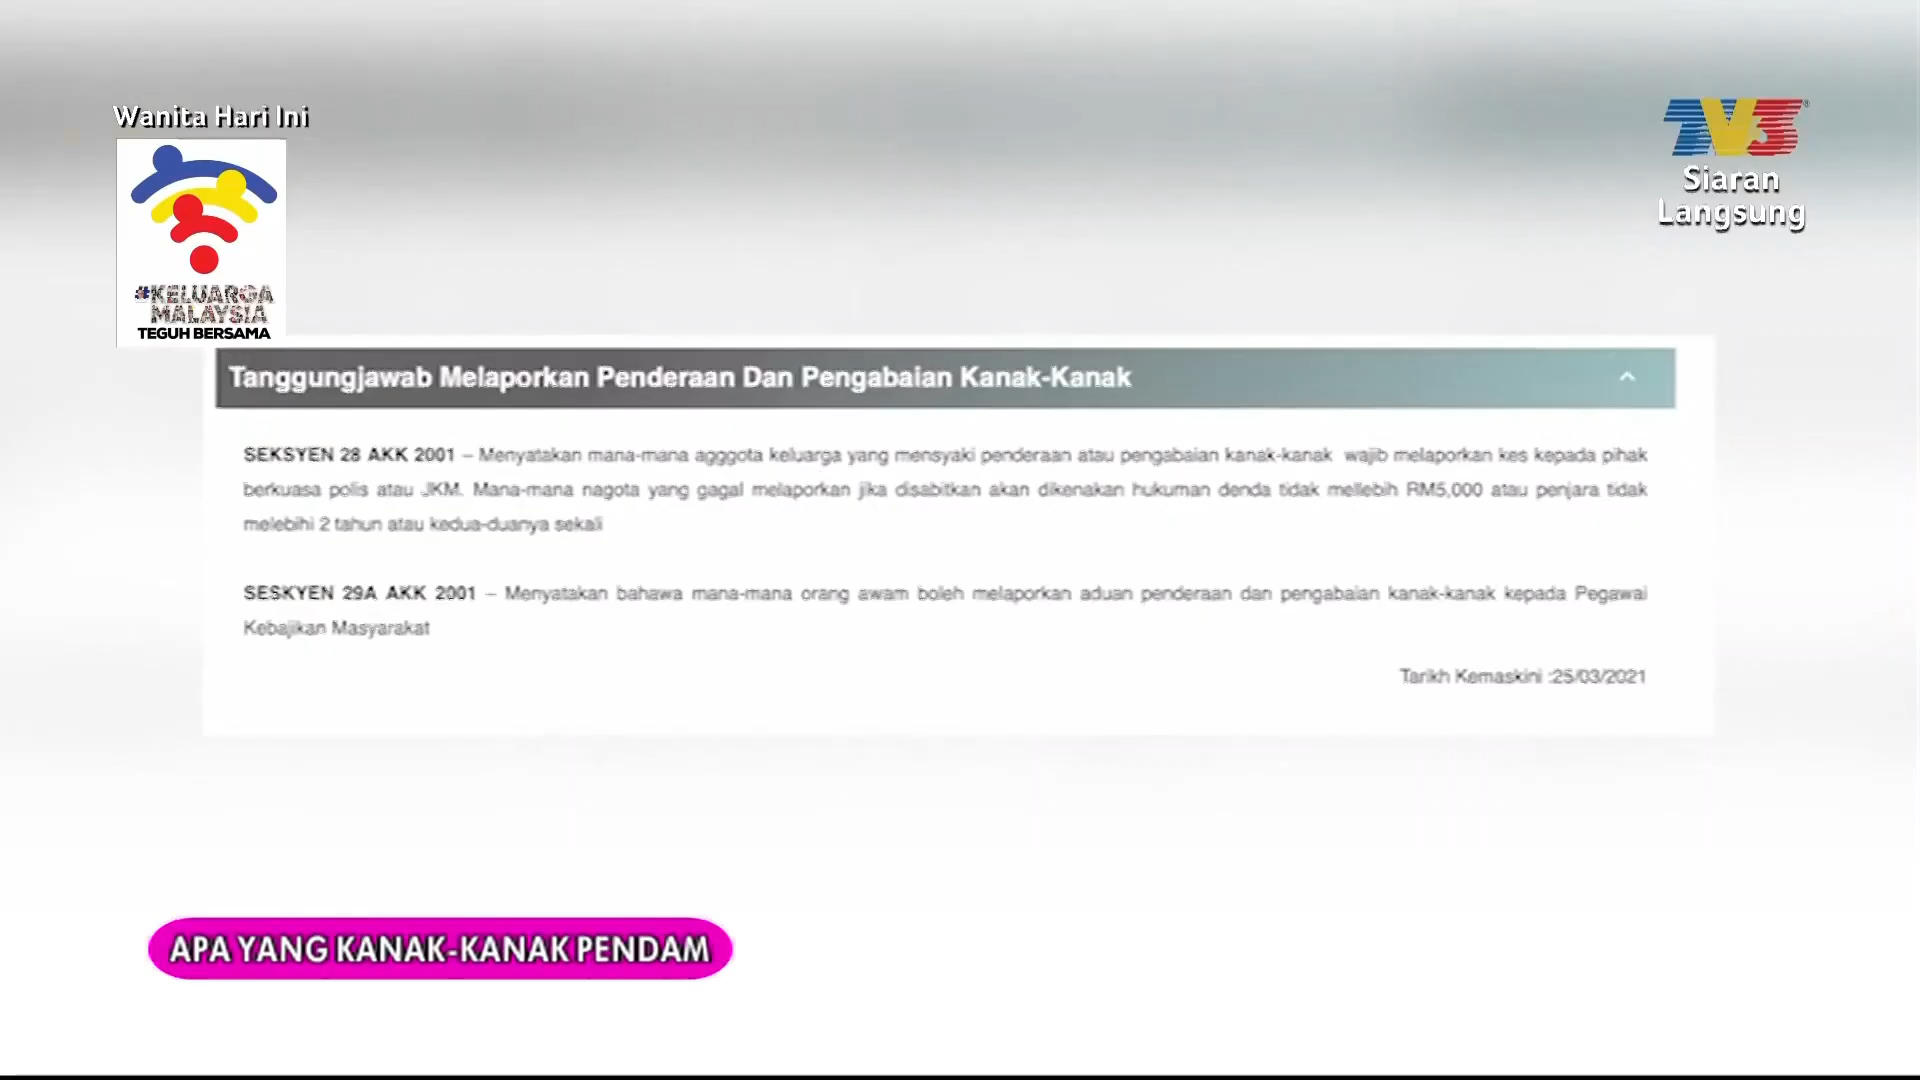 Wanita Hari Ini
TV3
Siaran
Langsung
#KELUARGA
MALAYSIA
TEGUH BERSAMA
Tanggungjawab Melaporkan Penderaan Dan Pengabaian Kanak-Kanak
SEKSYEN 28 AKK 2001 – Menyatakan mana-mana agggota keluarga yang mensyaki penderaan atau pengabaian kanak-kanak wajib melaporkan kes kepada pihak
berkuasa polis atau JKM. Mana-mana nagota yang gagal melaporkan jika disabitkan akan dikenakan hukuman denda tidak mellebih RM5,000 atau penjara tidak
melebihi 2 tahun atau kedua-duanya sekali
SESKYEN 29A AKK 2001 – Menyatakan bahawa mana-mana orang awam boleh melaporkan aduan penderaan dan pengabaian kanak-kanak kepada Pegawai
Kebajikan Masyarakat
Tarikh Kemaskini :25/03/2021
APA YANG KANAK-KANAK PENDAM